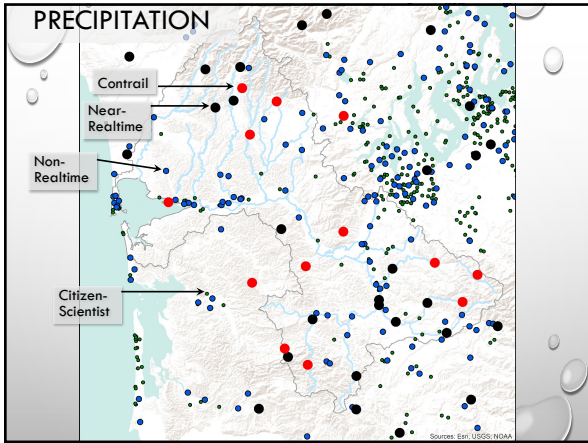 PRECIPITATION
Contrail
Near-
Realtime
Non-
Realtime
Citizen-
Scientist
Sources: Esri, USGS; NOAA